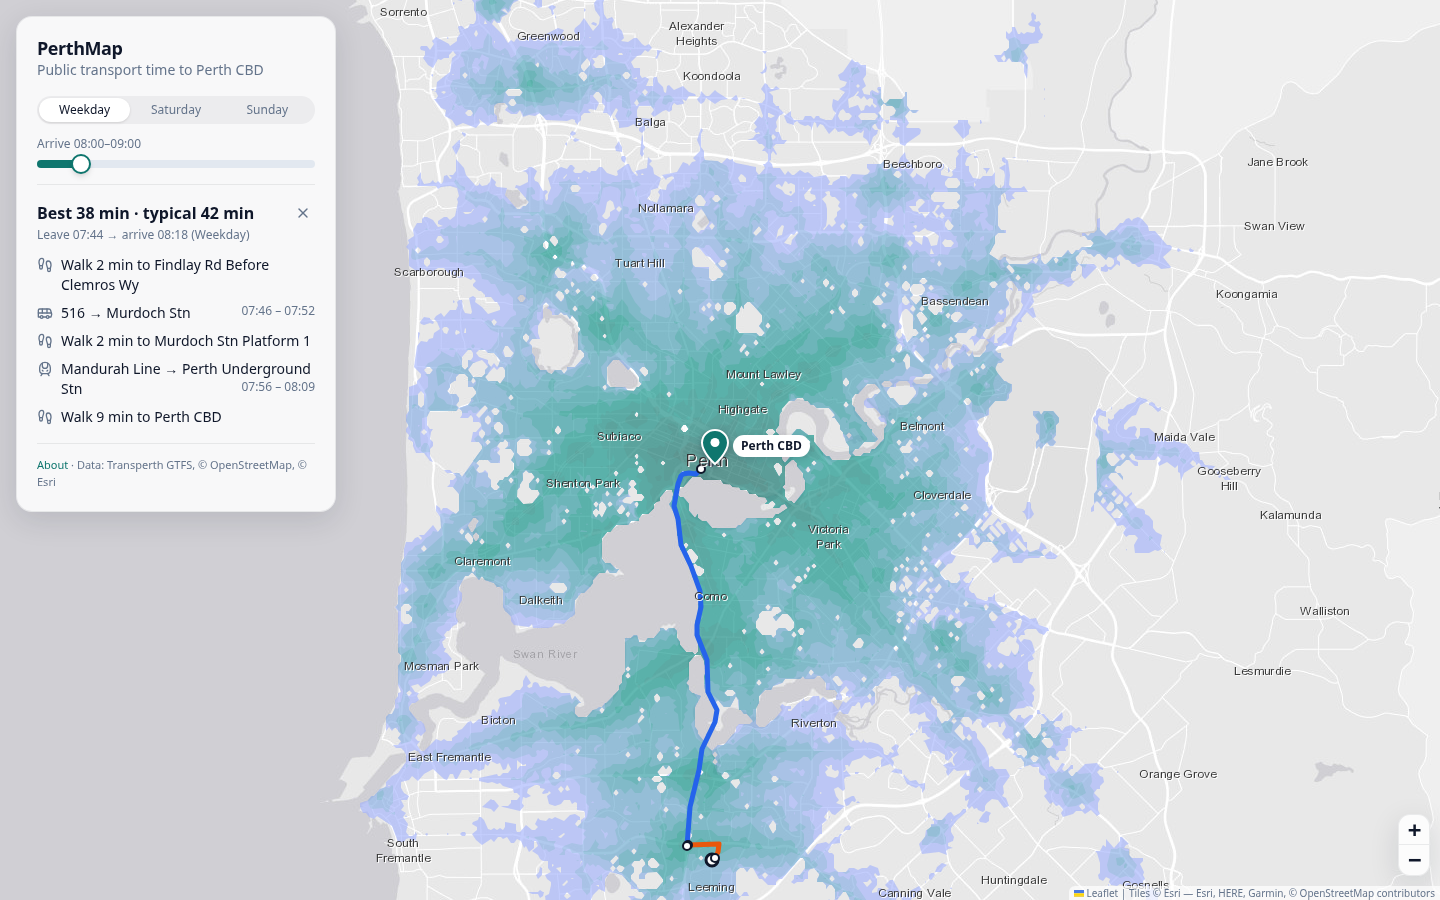 PerthMap
Public transport time to Perth CBD
Weekday
Saturday
Sunday
Arrive 08:00–09:00
Best 38 min · typical 42 min
Leave 07:44 → arrive 08:18 (Weekday)
Walk 2 min to Findlay Rd Before
Clemros Wy
516 → Murdoch Stn
07:46 – 07:52
Walk 2 min to Murdoch Stn Platform 1
Mandurah Line → Perth Underground
Stn
07:56 – 08:09
Walk 9 min to Perth CBD
About · Data: Transperth GTFS, © OpenStreetMap, ©
Esri
Sorrento
Greenwood
Alexander
Heights
Koondoola
Balga
Beechboro
Jane Brook
Nollamara
Swan View
Tuart Hill
Scarborough
Koongamia
Bassendean
Mount Lawley
Highgate
Subiaco
Belmont
Maida Vale
Perth CBD
Perth
Gooseberry
Hill
Shenton Park
Cloverdale
Kalamunda
Victoria
Park
Claremont
Dalkeith
Como
Walliston
Swan River
Mosman Park
Lesmurdie
Bicton
Riverton
East Fremantle
Orange Grove
South
Fremantle
Leeming
Huntingdale
Canning Vale
Gosnells
+
−
Leaflet | Tiles © Esri — Esri, HERE, Garmin, © OpenStreetMap contributors